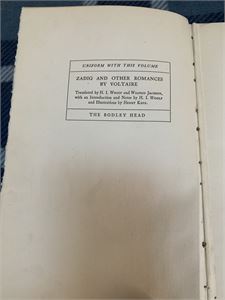 UNIFORM WITH THIS VOLUME
ZADIG AND OTHER ROMANCES
BY VOLTAIRE
Translated by H. I. Woolf and Wilfrid Jackson,
with an Introduction and Notes by H. I. Woolf
and Illustrations by Henry Keen.
THE BODLEY HEAD